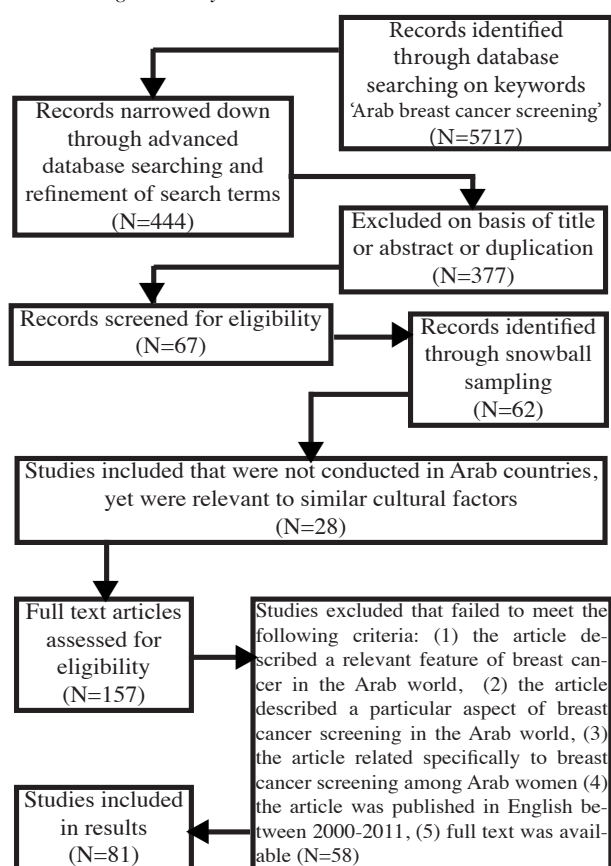 Records identified
through database
searching on keywords
'Arab breast cancer screening'
(N=5717)
Records narrowed down
through advanced
database searching and
refinement of search terms
(N=444)
Excluded on basis of title
or abstract or duplication
(N=377)
Records screened for eligibility
(N=67)
Records identified
through snowball
sampling
(N=62)
Studies included that were not conducted in Arab countries,
yet were relevant to similar cultural factors
(N=28)
Full text articles
assessed for
eligibility
(N=157)
Studies excluded that failed to meet the
following criteria: (1) the article de-
scribed a relevant feature of breast can-
cer in the Arab world, (2) the article
described a particular aspect of breast
cancer screening in the Arab world, (3)
the article related specifically to breast
cancer screening among Arab women (4)
the article was published in English be-
tween 2000-2011, (5) full text was avail-
able (N=58)
Studies included
in results
(N=81)